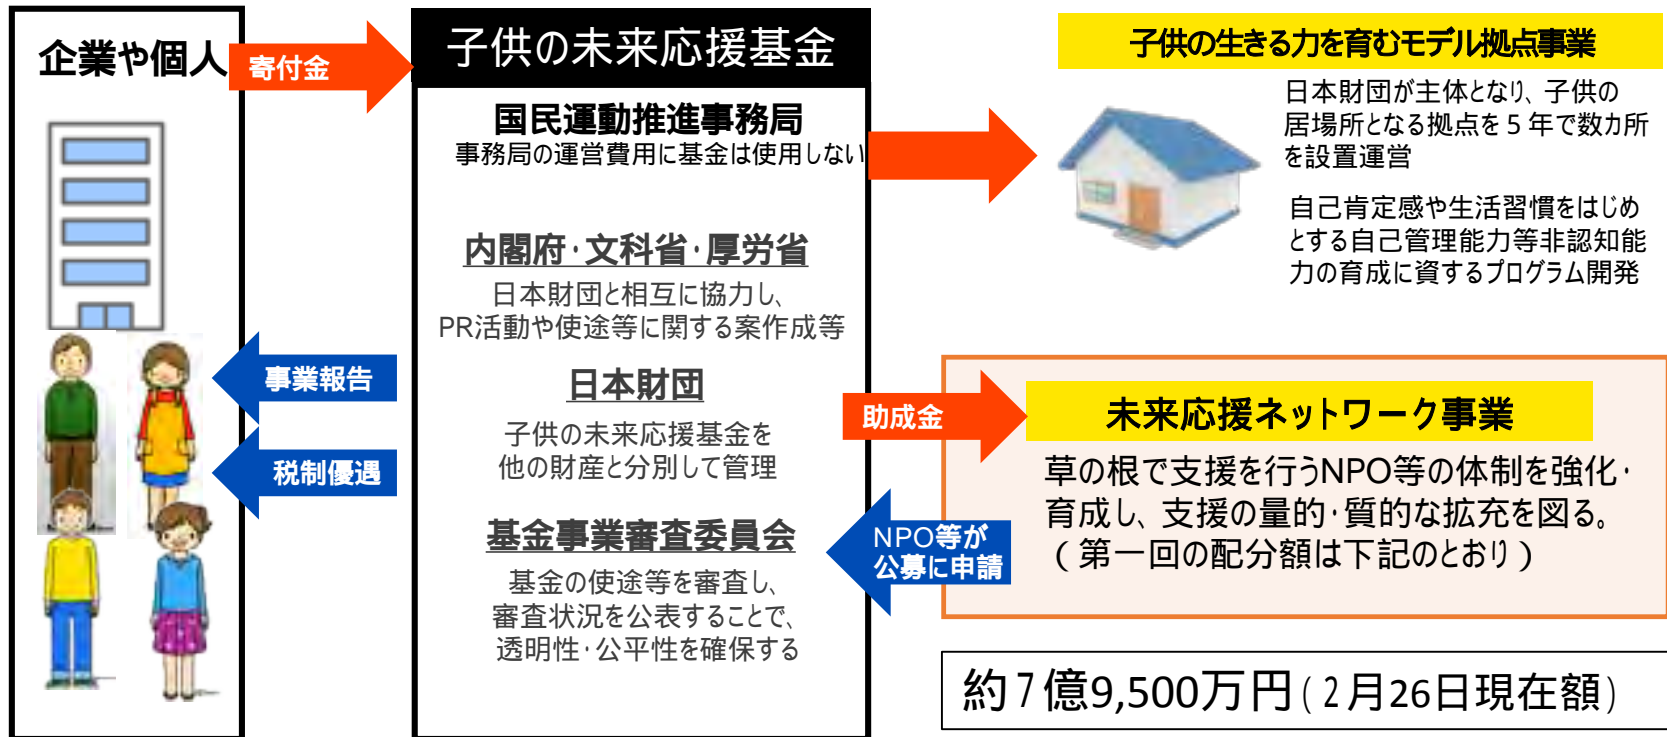 企業や個人
寄付金
事業報告
税制優遇
子供の未来応援基金
国民運動推進事務局
事務局の運営費用に基金は使用しない
内閣府･文科省･厚労省
日本財団と相互に協力し、
PR活動や使途等に関する案作成等
日本財団
子供の未来応援基金を
他の財産と分別して管理
基金事業審査委員会
基金の使途等を審査し、
審査状況を公表することで、
透明性･公平性を確保する
助成金
NPO等が
公募に申請
子供の生きる力を育むモデル拠点事業
日本財団が主体となり、子供の
居場所となる拠点を５年で数カ所
を設置運営
自己肯定感や生活習慣をはじめ
とする自己管理能力等非認知能
力の育成に資するプログラム開発
未来応援ネットワーク事業
草の根で支援を行うNPO等の体制を強化･
育成し、支援の量的･質的な拡充を図る。
（第一回の配分額は下記のとおり）
約７億9,500万円(２月26日現在額)